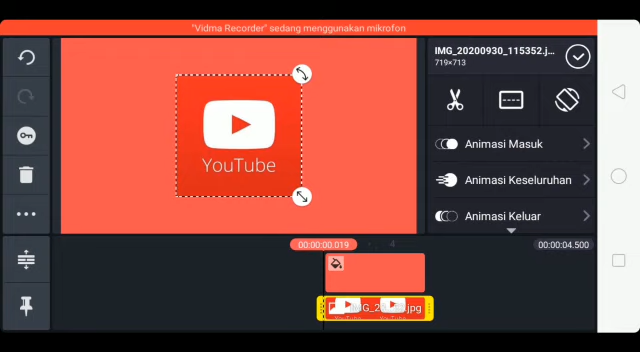 "Vidma Recorder" sedang menggunakan mikrofon
IMG_20200930_115352.j...
719×713
YouTube
Animasi Masuk
Animasi Keseluruhan
Animasi Keluar
00:00:00.019
4
00:00:04.500
.jpg